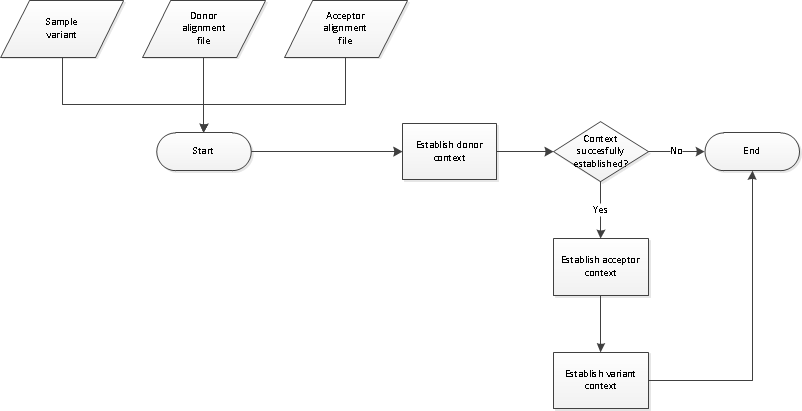 Sample
variant
Donor
alignment
file
Acceptor
alignment
file
Start
Establish donor
context
Context
succesfully
established?
No
End
Yes
Establish acceptor
context
Establish variant
context